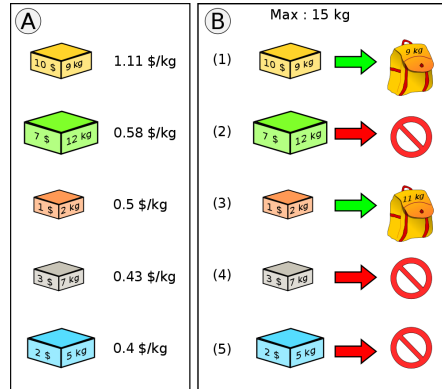 A
10 $ 9 kg 1.11 $/kg
7 $ 12 kg 0.58 $/kg
1 $ 2 kg 0.5 $/kg
3 $ 7 kg 0.43 $/kg
2 $ 5 kg 0.4 $/kg
B
Max : 15 kg
(1) 10 $ 9 kg 9 kg
(2) 7 $ 12 kg
(3) 1 $ 2 kg 11 kg
(4) 3 $ 7 kg
(5) 2 $ 5 kg